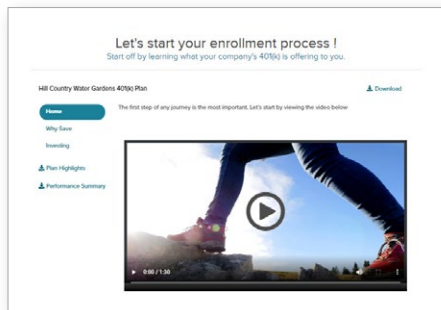 Let's start your enrollment process !
Start off by learning what your company's 401(k) is offering to you.
Hill Country Water Gardens 401(k) Plan
Download
Home
The first step of any journey is the most important. Let's start by viewing the video below
Why Save
Investing
Plan Highlights
Performance Summary
0:00 / 1:30